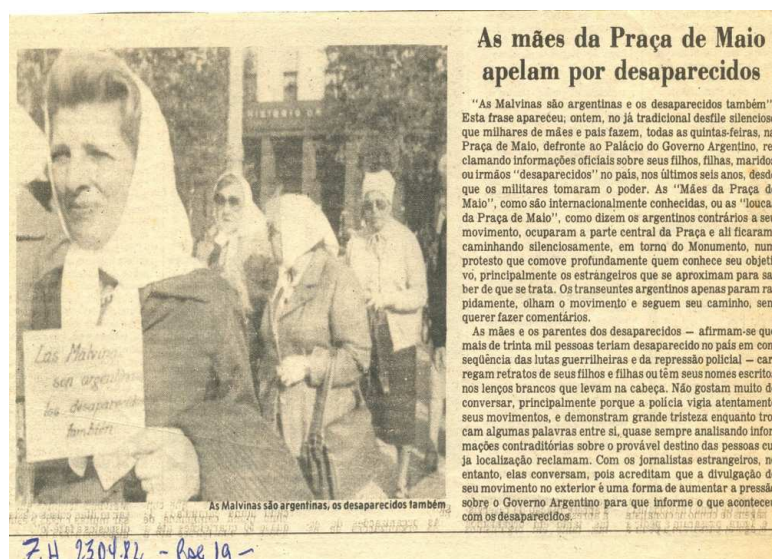 As mães da Praça de Maio
apelam por desaparecidos
"As Malvinas são argentinas e os desaparecidos também"
Esta frase apareceu; ontem, no já tradicional desfile silencios
que milhares de mães e pais fazem, todas as quintas-feiras, na
Praça de Maio, defronte ao Palácio do Governo Argentino, re
clamando informações oficiais sobre seus filhos, filhas, maridos
ou irmãos "desaparecidos" no país, nos últimos seis anos, desde
que os militares tomaram o poder. As "Mães da Praça d
Maio", como são internacionalmente conhecidas, ou as "louca
da Praça de Maio", como dizem os argentinos contrários a seu
movimento, ocuparam a parte central da Praça e ali ficaram
caminhando silenciosamente, em torno do Monumento, num
protesto que comove profundamente quem conhece seu objeti
vo, principalmente os estrangeiros que se aproximam para sa
ber de que se trata. Os transeuntes argentinos apenas param ra
pidamente, olham o movimento e seguem seu caminho, sem
querer fazer comentários.
As mães e os parentes dos desaparecidos — afirmam-se que
mais de trinta mil pessoas teriam desaparecido no país em con
seqüência das lutas guerrilheiras e da repressão policial — car
regam retratos de seus filhos e filhas ou têm seus nomes escritos
nos lenços brancos que levam na cabeça. Não gostam muito d
conversar, principalmente porque a polícia vigia atentament
seus movimentos, e demonstram grande tristeza enquanto tro
cam algumas palavras entre si, quase sempre analisando infor
mações contraditórias sobre o provável destino das pessoas cu
ja localização reclamam. Com os jornalistas estrangeiros, n
entanto, elas conversam, pois acreditam que a divulgação d
seu movimento no exterior é uma forma de aumentar a pressão
sobre o Governo Argentino para que informe o que aconteceu
com os desaparecidos.
Las Malvinas
son argentinas
los desaparecid
también
As Malvinas são argentinas, os desaparecidos também
Z.H. 23.04.82 -